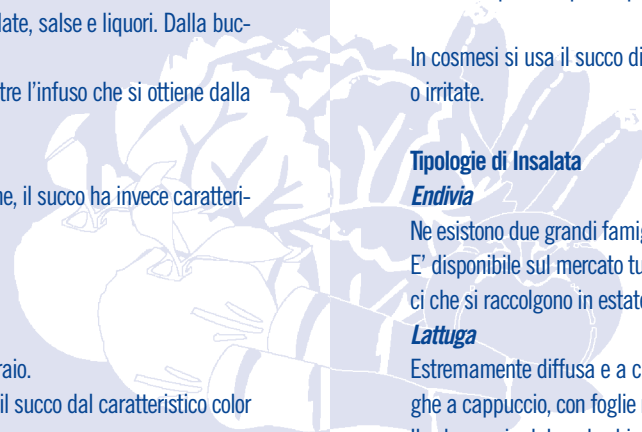 late, salse e liquori. Dalla buc-
tre l'infuso che si ottiene dalla
ne, il succo ha invece caratteri-
raio.
il succo dal caratteristico color
In cosmesi si usa il succo di
o irritate.
Tipologie di Insalata
Endivia
Ne esistono due grandi famig
E' disponibile sul mercato tu
ci che si raccolgono in estate
Lattuga
Estremamente diffusa e a c
ghe a cappuccio, con foglie